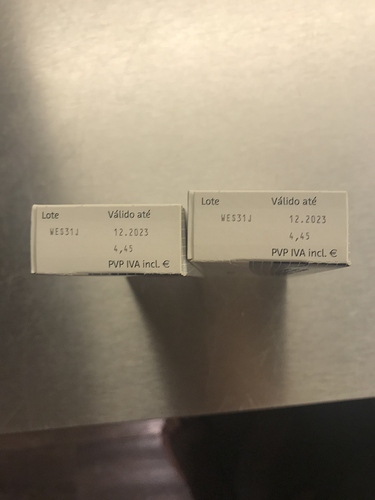 Lote Válido até
WES31J 12.2023
4,45
PVP IVA incl. €
Lote Válido até
WES31J 12.2023
4,45
PVP IVA incl. €